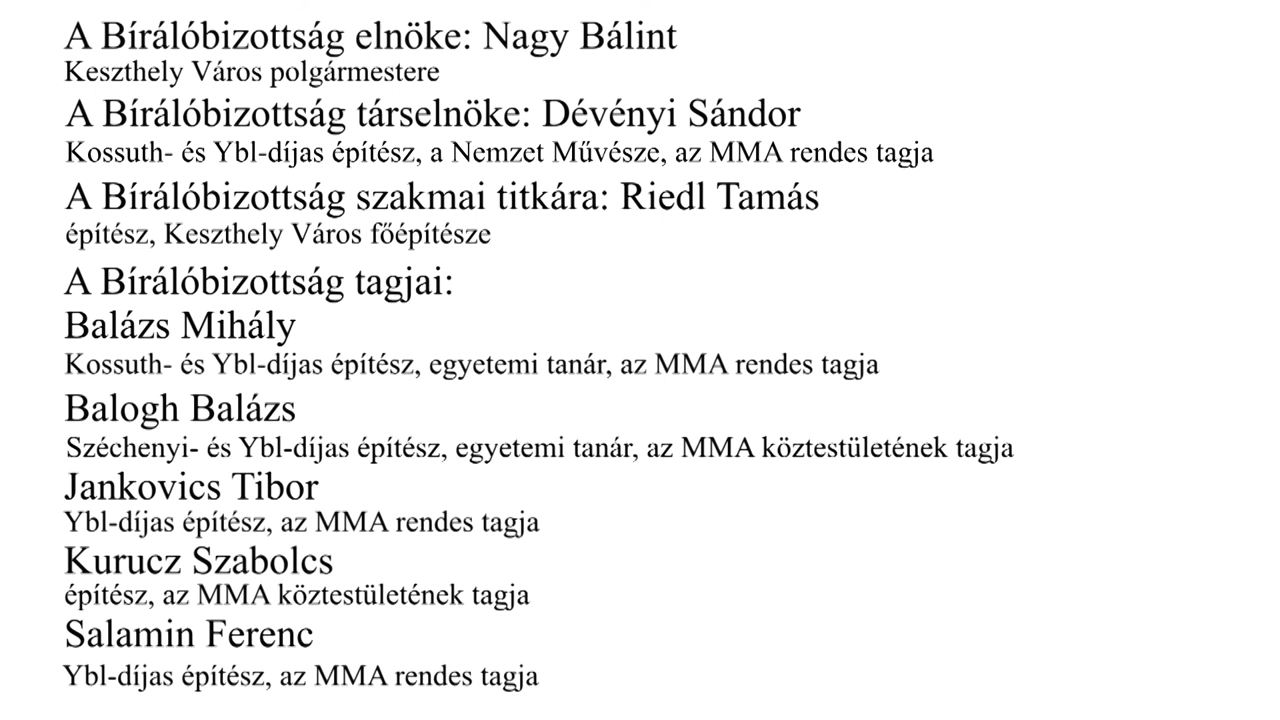 A Bírálóbizottság elnöke: Nagy Bálint
Keszthely Város polgármestere
A Bírálóbizottság társelnöke: Dévényi Sándor
Kossuth- és Ybl-díjas építész, a Nemzet Művésze, az MMA rendes tagja
A Bírálóbizottság szakmai titkára: Riedl Tamás
építész, Keszthely Város főépítésze
A Bírálóbizottság tagjai:
Balázs Mihály
Kossuth- és Ybl-díjas építész, egyetemi tanár, az MMA rendes tagja
Balogh Balázs
Széchenyi- és Ybl-díjas építész, egyetemi tanár, az MMA köztestületének tagja
Jankovics Tibor
Ybl-díjas építész, az MMA rendes tagja
Kurucz Szabolcs
építész, az MMA köztestületének tagja
Salamin Ferenc
Ybl-díjas építész, az MMA rendes tagja